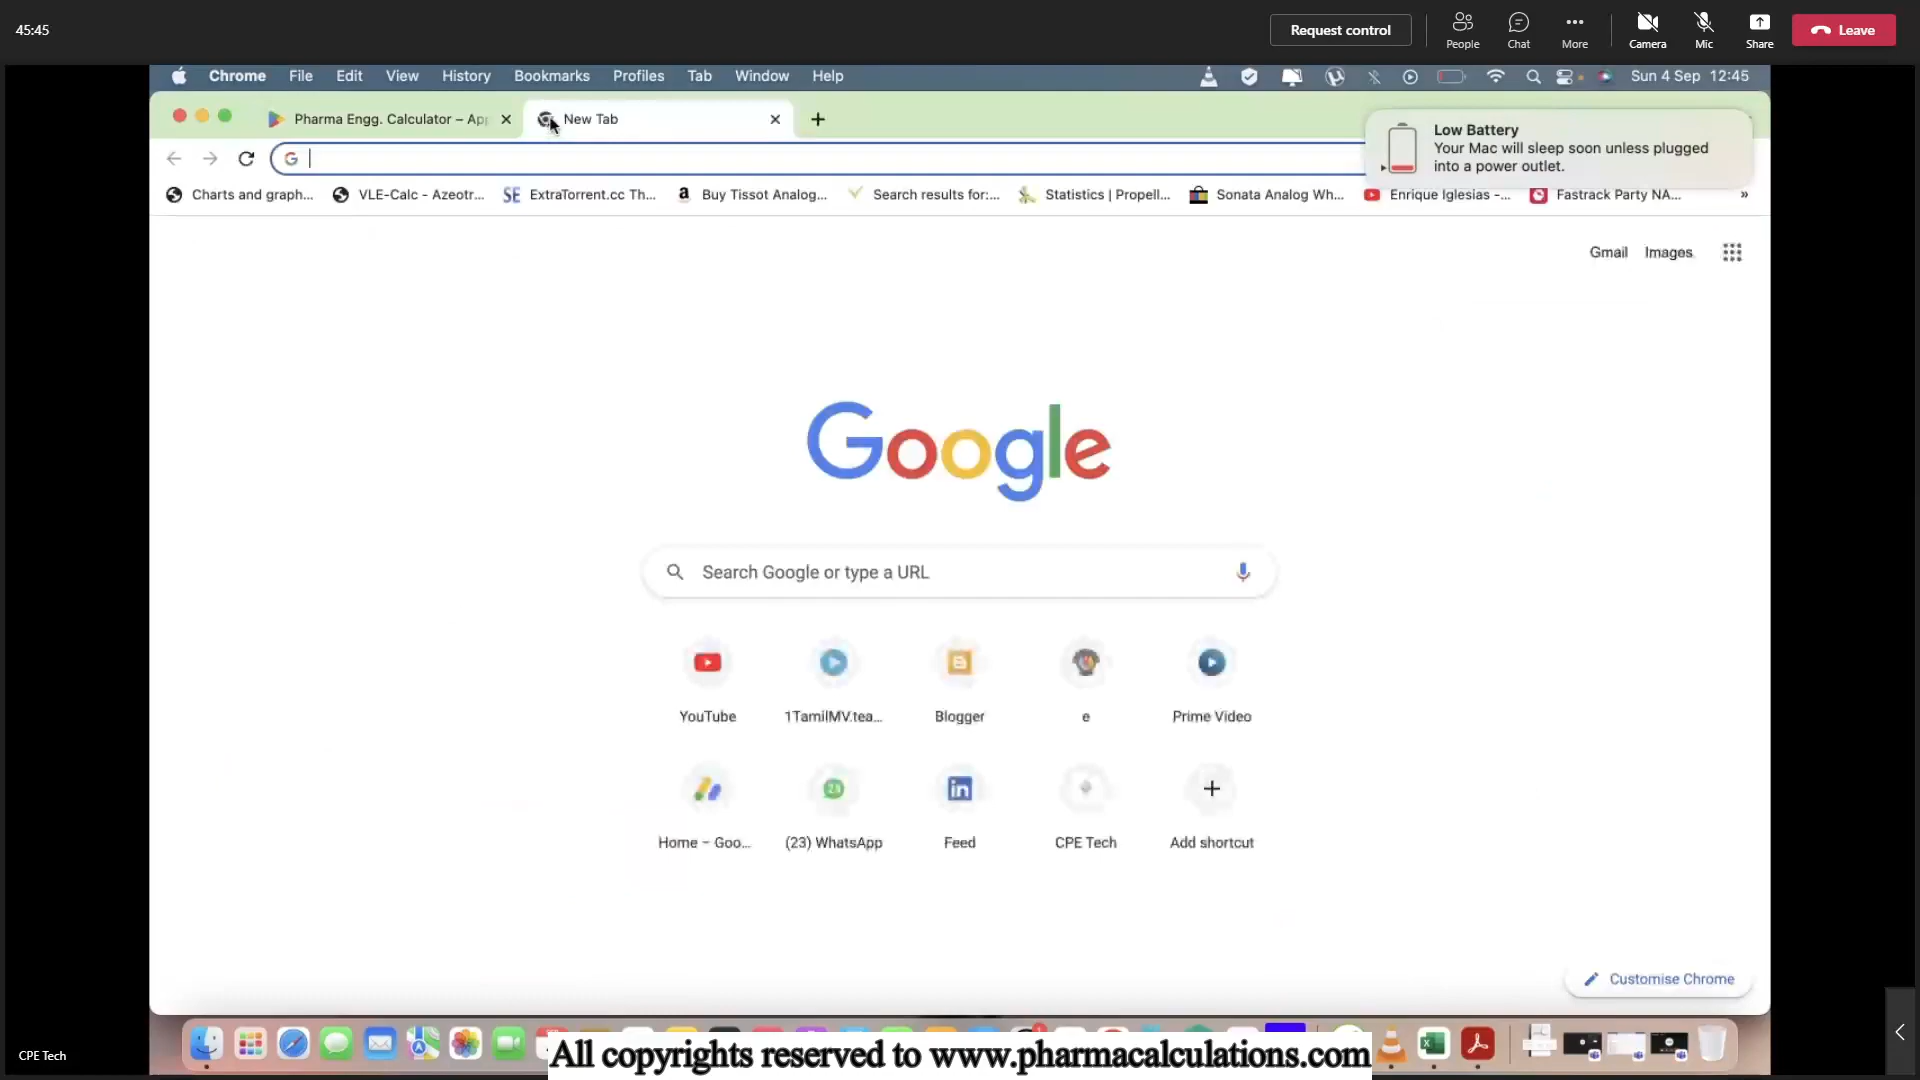 45:45
Request control
People
Chat
More
Camera
Mic
Share
Leave
Chrome File Edit View History Bookmarks Profiles Tab Window Help
Sun 4 Sep 12:45
Pharma Engg. Calculator – Ap
New Tab
Low Battery
Your Mac will sleep soon unless plugged
into a power outlet.
Charts and graph...
VLE-Calc - Azeotr...
ExtraTorrent.cc Th...
Buy Tissot Analog...
Search results for:...
Statistics | Propell...
Sonata Analog Wh...
Enrique Iglesias -...
Fastrack Party NA...
»
Gmail Images
Google
Search Google or type a URL
YouTube
1TamilMV.tea...
Blogger
e
Prime Video
Home – Goo...
(23) WhatsApp
Feed
CPE Tech
Add shortcut
Customise Chrome
CPE Tech
All copyrights reserved to www.pharmacalculations.com